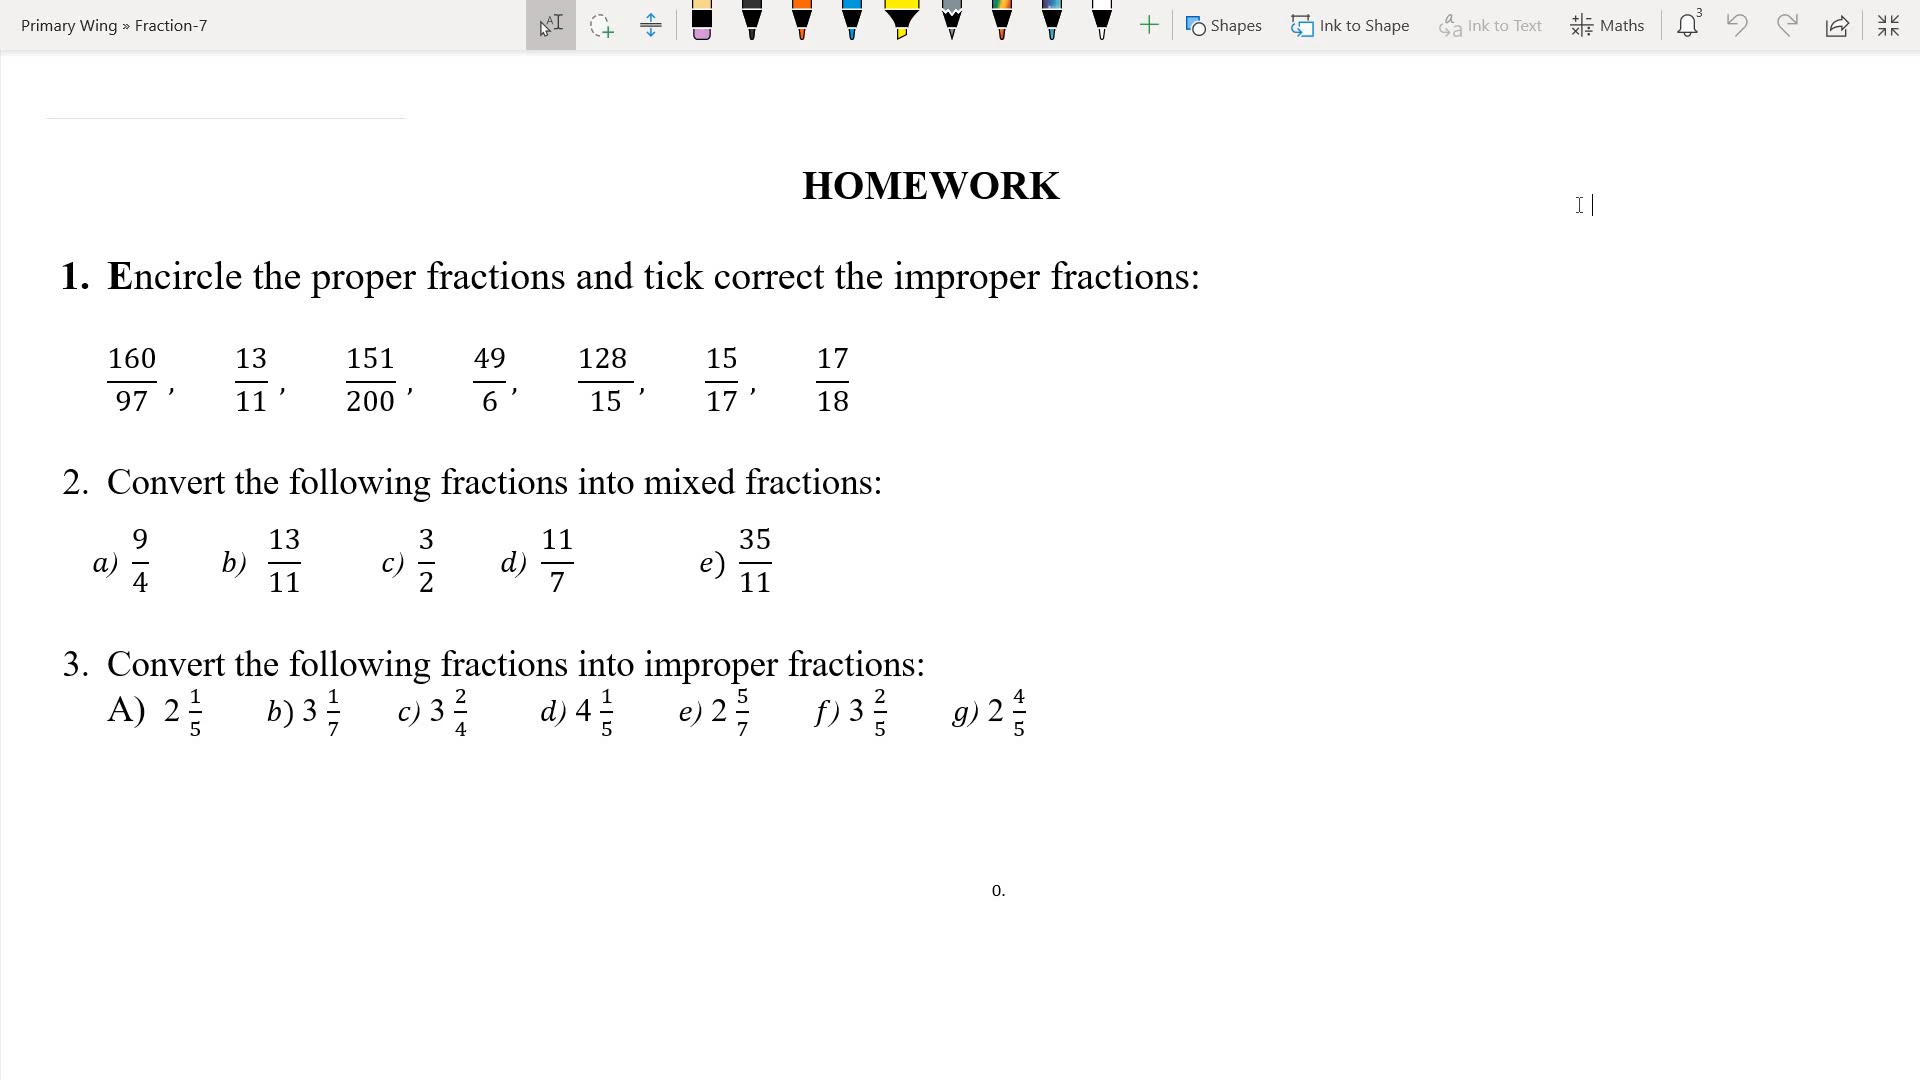 Primary Wing » Fraction-7 Shapes Ink to Shape Ink to Text Maths 3
HOMEWORK
1. Encircle the proper fractions and tick correct the improper fractions:
160/97, 13/11, 151/200, 49/6, 128/15, 15/17, 17/18
2. Convert the following fractions into mixed fractions:
a) 9/4 b) 13/11 c) 3/2 d) 11/7 e) 35/11
3. Convert the following fractions into improper fractions:
A) 2 1/5 b) 3 1/7 c) 3 2/4 d) 4 1/5 e) 2 5/7 f) 3 2/5 g) 2 4/5
0.